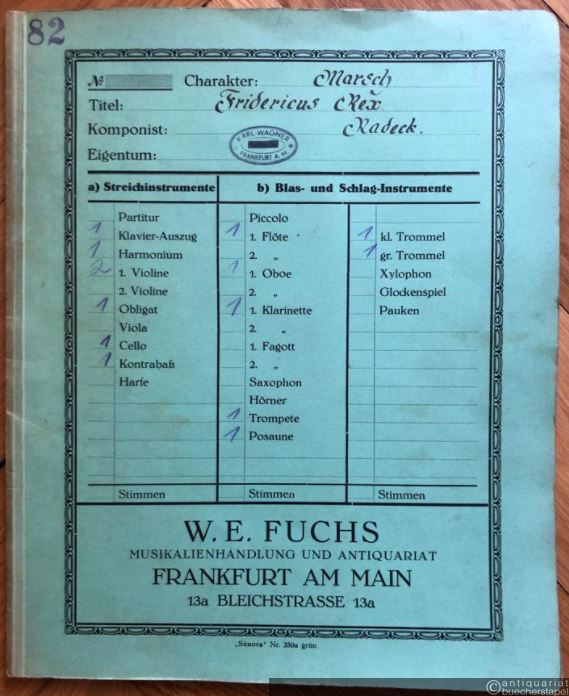 82
№ Charakter: Marsch
Titel: Fridericus Rex
Komponist: Radeck.
Eigentum: KARL WAGNER FRANKFURT A. M.
a) Streichinstrumente b) Blas- und Schlag-Instrumente
Partitur
1 Klavier-Auszug
1 Harmonium
2 1. Violine
2. Violine
1 Obligat
Viola
1 Cello
1 Kontrabaß
Harfe
Stimmen
Piccolo
1 1. Flöte
2. „
1 1. Oboe
2. „
1 1. Klarinette
2. „
1. Fagott
2. „
Saxophon
Hörner
1 Trompete
1 Posaune
Stimmen
1 kl. Trommel
1 gr. Trommel
Xylophon
Glockenspiel
Pauken
Stimmen
W. E. FUCHS
MUSIKALIENHANDLUNG UND ANTIQUARIAT
FRANKFURT AM MAIN
13a BLEICHSTRASSE 13a
„Sünova" Nr. 350a grün
©antiquariat
buecherstapel